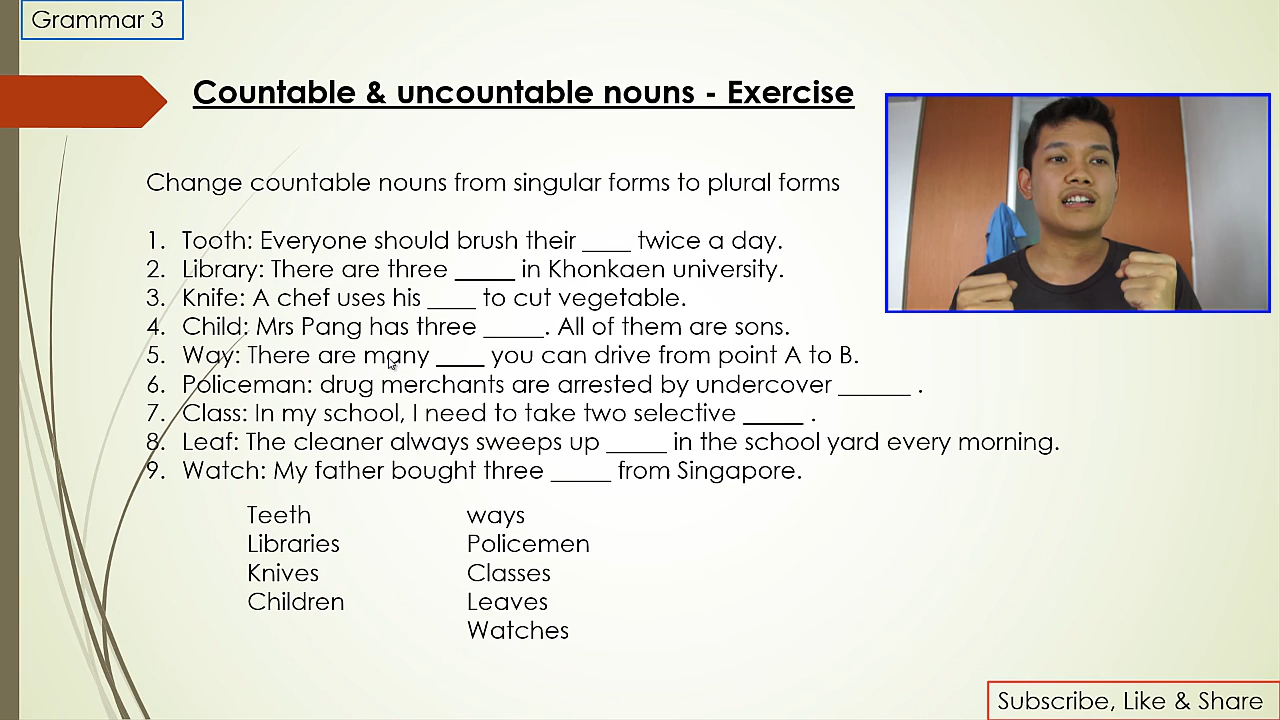 Grammar 3
Countable & uncountable nouns - Exercise
Change countable nouns from singular forms to plural forms
1. Tooth: Everyone should brush their ____ twice a day.
2. Library: There are three _____ in Khonkaen university.
3. Knife: A chef uses his ____ to cut vegetable.
4. Child: Mrs Pang has three _____. All of them are sons.
5. Way: There are many ____ you can drive from point A to B.
6. Policeman: drug merchants are arrested by undercover ______ .
7. Class: In my school, I need to take two selective _____ .
8. Leaf: The cleaner always sweeps up _____ in the school yard every morning.
9. Watch: My father bought three _____ from Singapore.
Teeth
Libraries
Knives
Children
ways
Policemen
Classes
Leaves
Watches
Subscribe, Like & Share